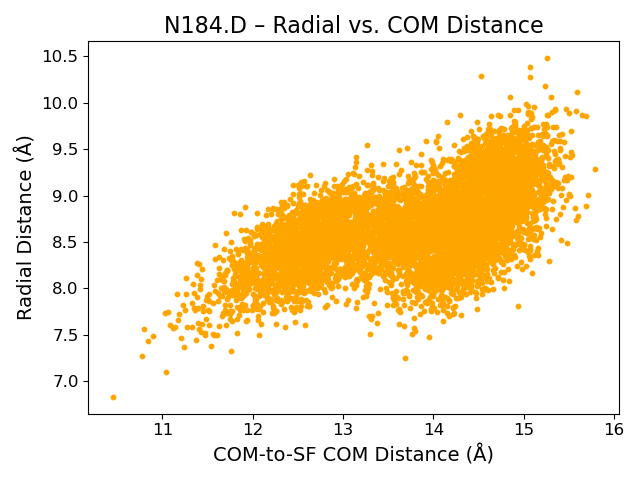 N184.D – Radial vs. COM Distance
10.5
10.0
9.5
9.0
8.5
8.0
7.5
7.0
Radial Distance (Å)
11 12 13 14 15 16
COM-to-SF COM Distance (Å)